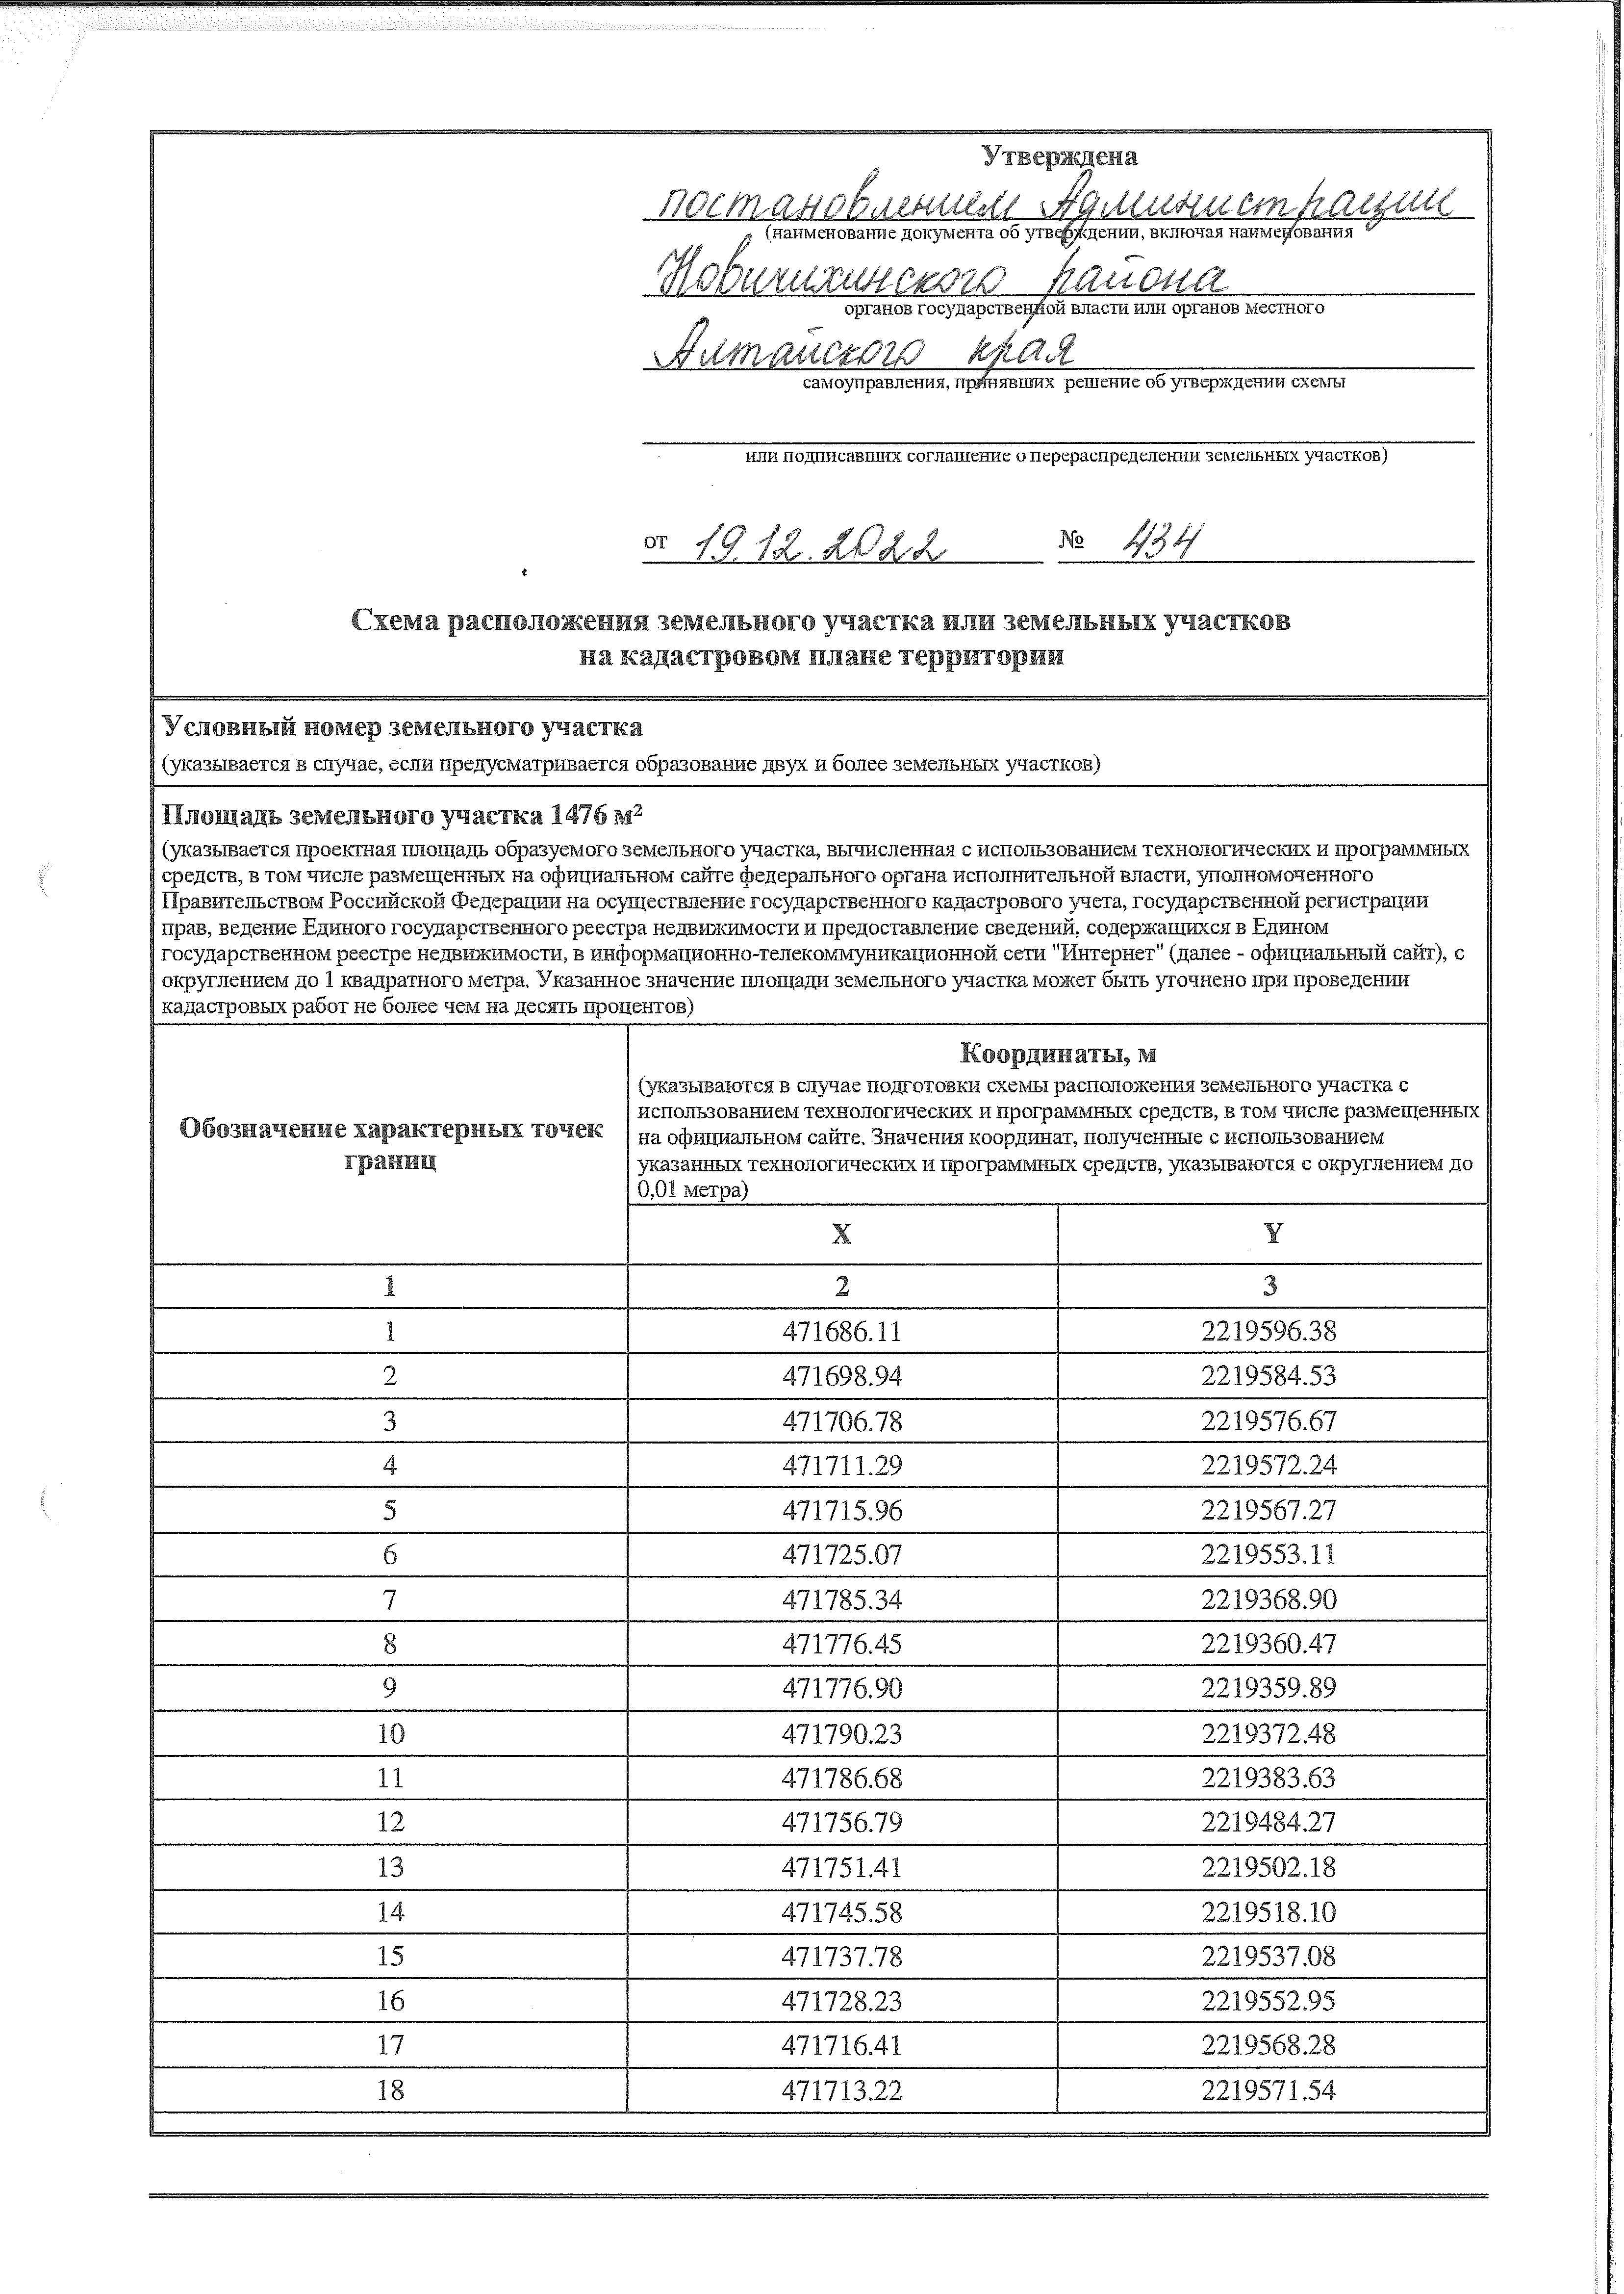 Утверждена
постановлением Администрации
(наименование документа об утверждении, включая наименования
Новичихинского района
органов государственной власти или органов местного
Алтайского края
самоуправления, принявших решение об утверждении схемы
или подписавших соглашение о перераспределении земельных участков)
от 19.12.2022 № 434
Схема расположения земельного участка или земельных участков
на кадастровом плане территории
Условный номер земельного участка
(указывается в случае, если предусматривается образование двух и более земельных участков)
Площадь земельного участка 1476 м²
(указывается проектная площадь образуемого земельного участка, вычисленная с использованием технологических и программных
средств, в том числе размещенных на официальном сайте федерального органа исполнительной власти, уполномоченного
Правительством Российской Федерации на осуществление государственного кадастрового учета, государственной регистрации
прав, ведение Единого государственного реестра недвижимости и предоставление сведений, содержащихся в Едином
государственном реестре недвижимости, в информационно-телекоммуникационной сети "Интернет" (далее - официальный сайт), с
округлением до 1 квадратного метра. Указанное значение площади земельного участка может быть уточнено при проведении
кадастровых работ не более чем на десять процентов)
Обозначение характерных точек
границ
Координаты, м
(указываются в случае подготовки схемы расположения земельного участка с
использованием технологических и программных средств, в том числе размещенных
на официальном сайте. Значения координат, полученные с использованием
указанных технологических и программных средств, указываются с округлением до
0,01 метра)
X Y
1 2 3
1 471686.11 2219596.38
2 471698.94 2219584.53
3 471706.78 2219576.67
4 471711.29 2219572.24
5 471715.96 2219567.27
6 471725.07 2219553.11
7 471785.34 2219368.90
8 471776.45 2219360.47
9 471776.90 2219359.89
10 471790.23 2219372.48
11 471786.68 2219383.63
12 471756.79 2219484.27
13 471751.41 2219502.18
14 471745.58 2219518.10
15 471737.78 2219537.08
16 471728.23 2219552.95
17 471716.41 2219568.28
18 471713.22 2219571.54